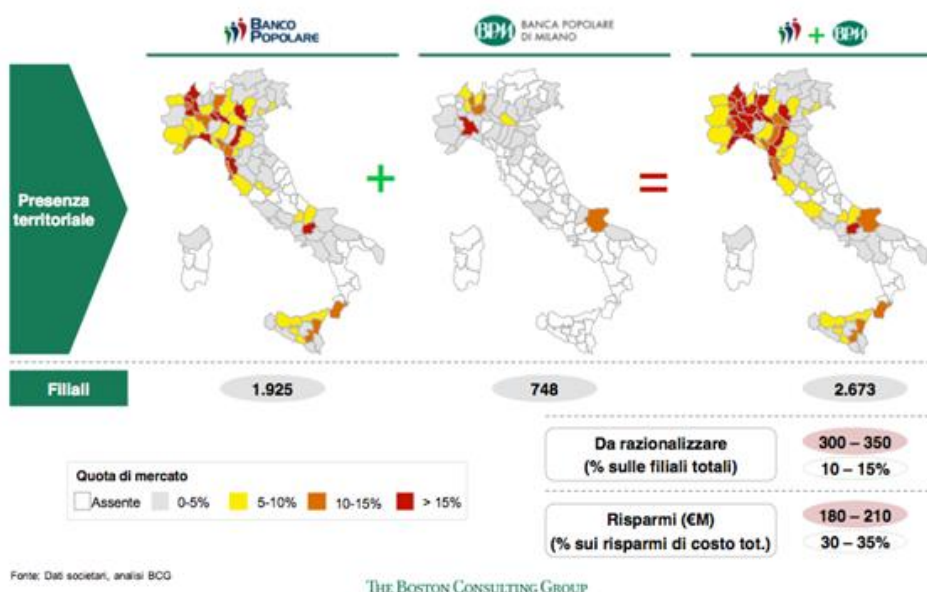 BANCO
POPOLARE
BPM
BANCA POPOLARE
DI MILANO
+
BPM
Presenza
territoriale
+
=
Filiali
1.925
748
2.673
Da razionalizzare
(% sulle filiali totali)
300 – 350
10 – 15%
Quota di mercato
Assente
0-5%
5-10%
10-15%
> 15%
Risparmi (€M)
(% sui risparmi di costo tot.)
180 – 210
30 – 35%
Fonte: Dati societari, analisi BCG
THE BOSTON CONSULTING GROUP